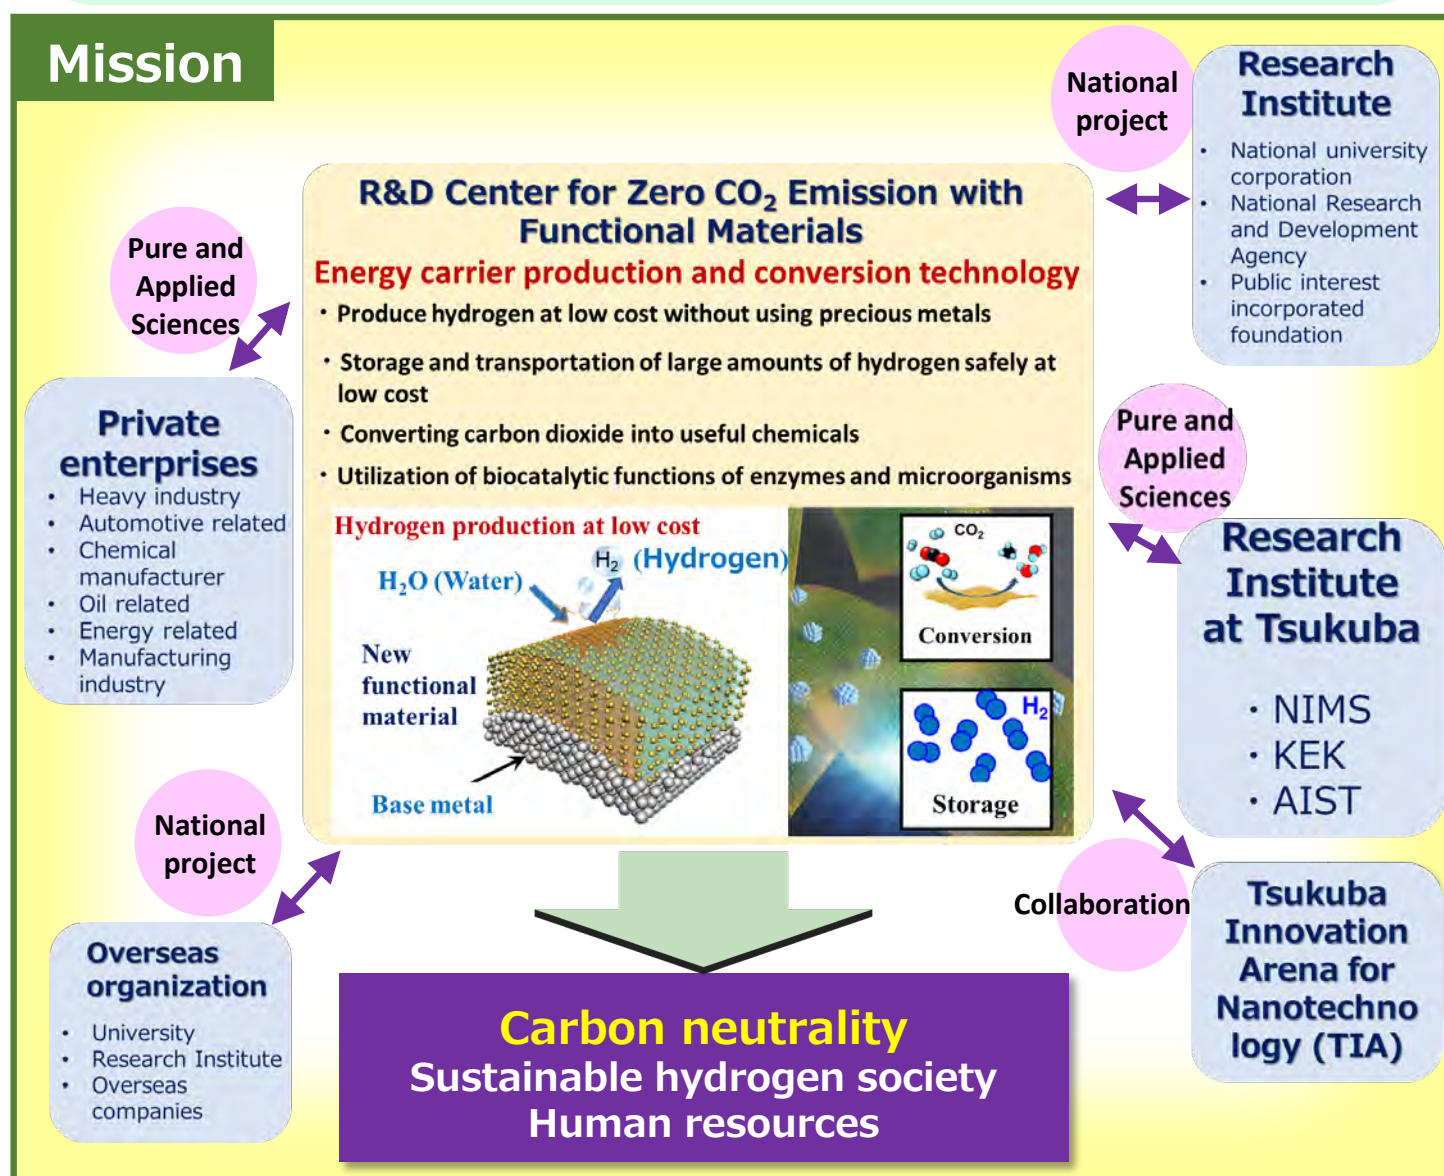 Mission
National
project
Research
Institute
• National university
corporation
• National Research
and Development
Agency
• Public interest
incorporated
foundation
R&D Center for Zero CO₂ Emission with
Functional Materials
Energy carrier production and conversion technology
・Produce hydrogen at low cost without using precious metals
・Storage and transportation of large amounts of hydrogen safely at
low cost
・Converting carbon dioxide into useful chemicals
・Utilization of biocatalytic functions of enzymes and microorganisms
Hydrogen production at low cost
H₂ (Hydrogen)
H₂O (Water)
New
functional
material
Base metal
CO₂
Conversion
H₂
Storage
Pure and
Applied
Sciences
Private
enterprises
• Heavy industry
• Automotive related
• Chemical
manufacturer
• Oil related
• Energy related
• Manufacturing
industry
Pure and
Applied
Sciences
Research
Institute
at Tsukuba
・NIMS
・KEK
・AIST
National
project
Overseas
organization
• University
• Research Institute
• Overseas
companies
Collaboration
Tsukuba
Innovation
Arena for
Nanotechno
logy (TIA)
Carbon neutrality
Sustainable hydrogen society
Human resources